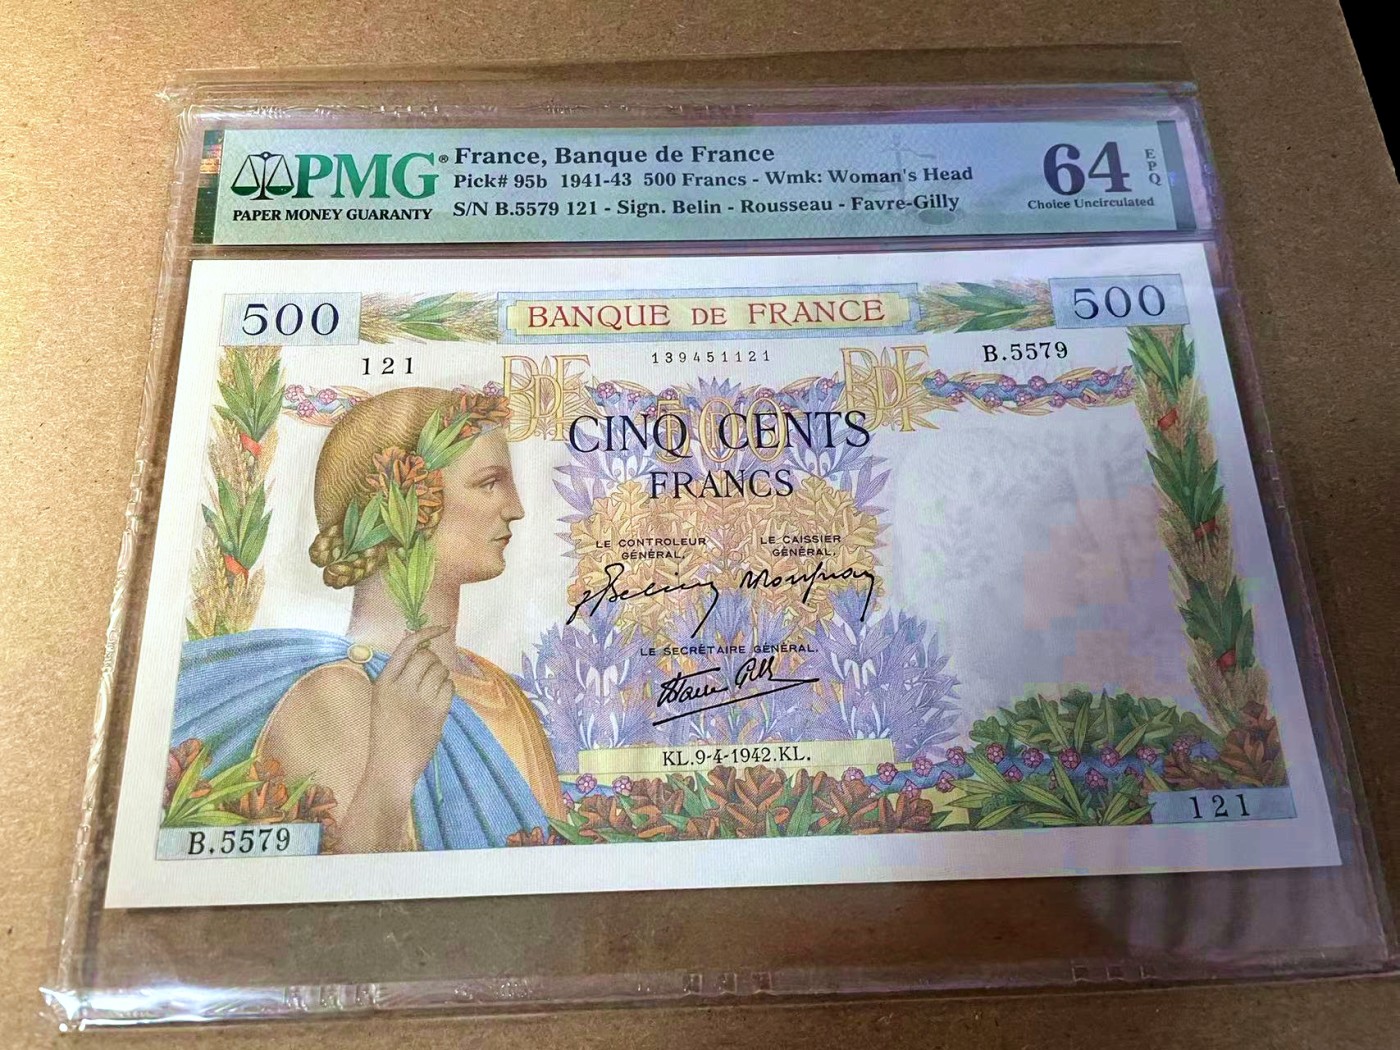 PMG®
PAPER MONEY GUARANTY
France, Banque de France
Pick# 95b 1941-43 500 Francs - Wmk: Woman's Head
S/N B.5579 121 - Sign. Belin - Rousseau - Favre-Gilly
64
EPQ
Choice Uncirculated
500
BANQUE DE FRANCE
500
121
139451121
B.5579
BDF
BDF
500
CINQ CENTS
FRANCS
LE CONTROLEUR GÉNÉRAL,
LE CAISSIER GÉNÉRAL,
LE SECRÉTAIRE GÉNÉRAL,
KL.9-4-1942.KL.
B.5579
121